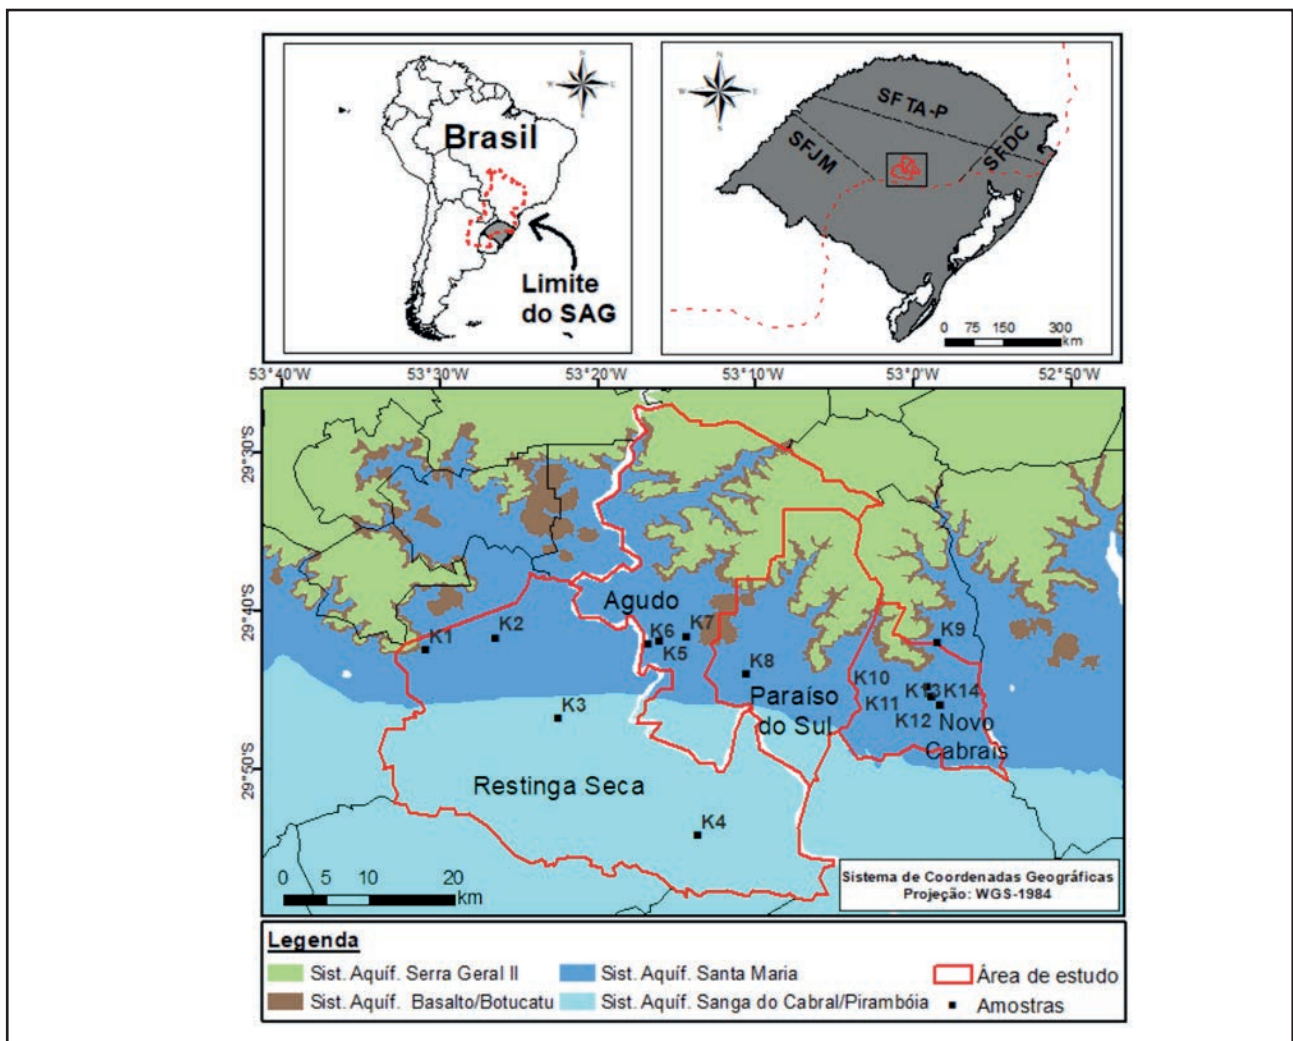 N
W E
S
Brasil
Limite
do SAG
N
W E
S
SFTA-P
SFJM
SFDC
0 75 150 300
km
53°40'W 53°30'W 53°20'W 53°10'W 53°0'W 52°50'W
29°30'S
29°40'S
29°50'S
Agudo
K1
K2
K6
K7
K5
K9
K8
K10
K13 K14
K11
K12
Paraíso
do Sul
Novo
Cabrais
K3
Restinga Seca
K4
0 5 10 20
km
Sistema de Coordenadas Geográficas
Projeção: WGS-1984
Legenda
Sist. Aquíf. Serra Geral II
Sist. Aquíf. Santa Maria
Área de estudo
Sist. Aquíf. Basalto/Botucatu
Sist. Aquíf. Sanga do Cabral/Pirambóia
Amostras